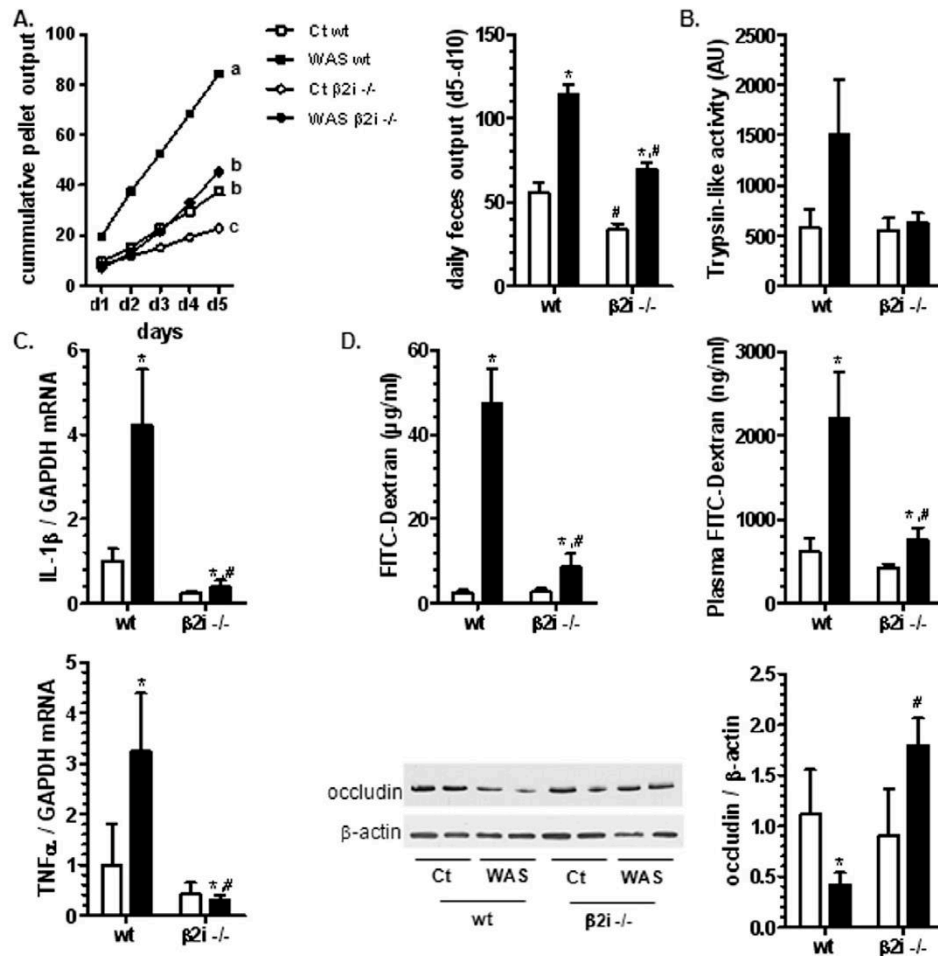 A.
cummulative pellet output
100
80
60
40
20
0
d1 d2 d3 d4 d5
days
a
b
b
c
Ct wt
WAS wt
Ct β2i -/-
WAS β2i -/-
daily feces output (d5-d10)
150
100
50
0
*
#
*,#
wt
β2i -/-
B.
Trypsin-like activity (AU)
2500
2000
1500
1000
500
0
wt
β2i -/-
C.
IL-1β / GAPDH mRNA
6
4
2
0
*
*,#
wt
β2i -/-
D.
FITC-Dextran (µg/ml)
60
40
20
0
*
*,#
wt
β2i -/-
Plasma FITC-Dextran (ng/ml)
3000
2000
1000
0
*
*,#
wt
β2i -/-
TNFα / GAPDH mRNA
5
4
3
2
1
0
*
*,#
wt
β2i -/-
occludin
β-actin
Ct WAS Ct WAS
wt β2i -/-
occludin / β-actin
2.5
2.0
1.5
1.0
0.5
0.0
*
#
wt
β2i -/-